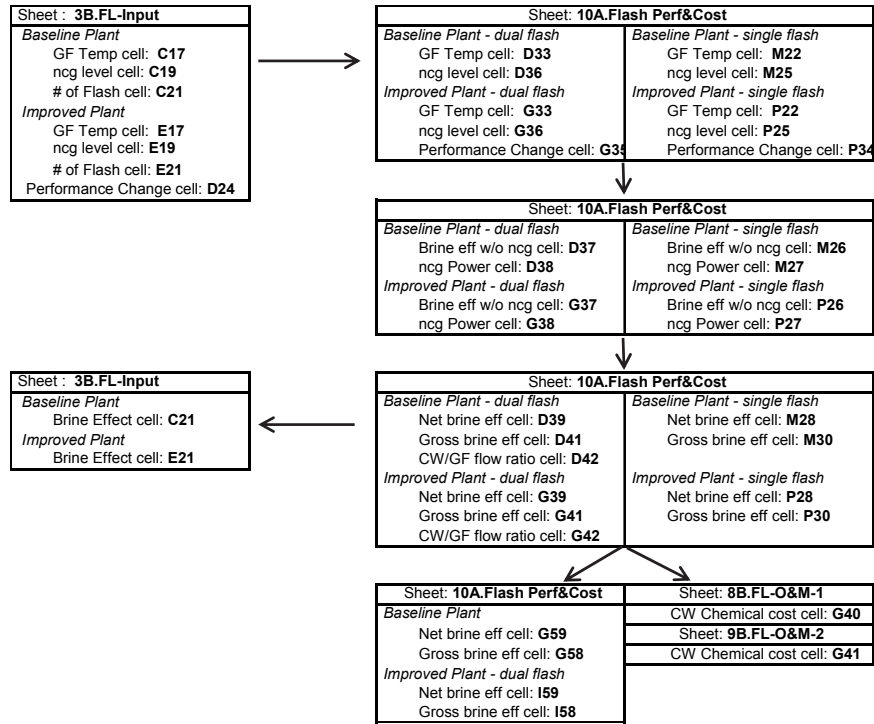 Sheet : 3B.FL-Input
Baseline Plant
GF Temp cell: C17
ncg level cell: C19
# of Flash cell: C21
Improved Plant
GF Temp cell: E17
ncg level cell: E19
# of Flash cell: E21
Performance Change cell: D24
Sheet: 10A.Flash Perf&Cost
Baseline Plant - dual flash
GF Temp cell: D33
ncg level cell: D36
Improved Plant - dual flash
GF Temp cell: G33
ncg level cell: G36
Performance Change cell: G35
Baseline Plant - single flash
GF Temp cell: M22
ncg level cell: M25
Improved Plant - single flash
GF Temp cell: P22
ncg level cell: P25
Performance Change cell: P34
Sheet: 10A.Flash Perf&Cost
Baseline Plant - dual flash
Brine eff w/o ncg cell: D37
ncg Power cell: D38
Improved Plant - dual flash
Brine eff w/o ncg cell: G37
ncg Power cell: G38
Baseline Plant - single flash
Brine eff w/o ncg cell: M26
ncg Power cell: M27
Improved Plant - single flash
Brine eff w/o ncg cell: P26
ncg Power cell: P27
Sheet : 3B.FL-Input
Baseline Plant
Brine Effect cell: C21
Improved Plant
Brine Effect cell: E21
Sheet: 10A.Flash Perf&Cost
Baseline Plant - dual flash
Net brine eff cell: D39
Gross brine eff cell: D41
CW/GF flow ratio cell: D42
Improved Plant - dual flash
Net brine eff cell: G39
Gross brine eff cell: G41
CW/GF flow ratio cell: G42
Baseline Plant - single flash
Net brine eff cell: M28
Gross brine eff cell: M30
Improved Plant - single flash
Net brine eff cell: P28
Gross brine eff cell: P30
Sheet: 10A.Flash Perf&Cost
Baseline Plant
Net brine eff cell: G59
Gross brine eff cell: G58
Improved Plant - dual flash
Net brine eff cell: I59
Gross brine eff cell: I58
Sheet: 8B.FL-O&M-1
CW Chemical cost cell: G40
Sheet: 9B.FL-O&M-2
CW Chemical cost cell: G41